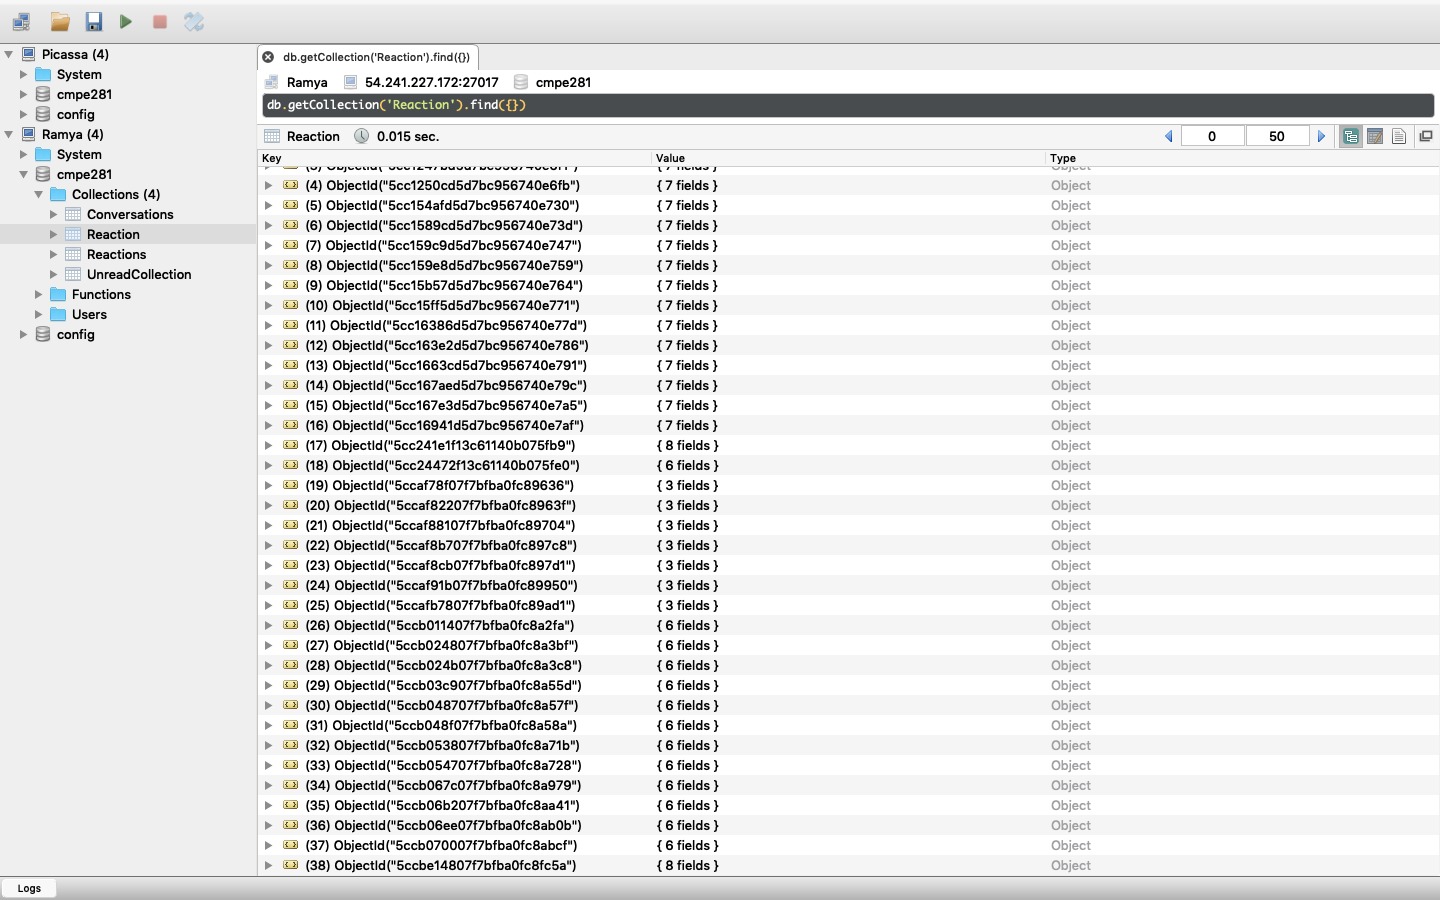 Picassa (4)
System
cmpe281
config
Ramya (4)
System
cmpe281
Collections (4)
Conversations
Reaction
Reactions
UnreadCollection
Functions
Users
config
db.getCollection('Reaction').find({})
Ramya 54.241.227.172:27017 cmpe281
db.getCollection('Reaction').find({})
Reaction 0.015 sec. 0 50
Key Value Type
(4) ObjectId("5cc1250cd5d7bc956740e6fb") { 7 fields } Object
(5) ObjectId("5cc154afd5d7bc956740e730") { 7 fields } Object
(6) ObjectId("5cc1589cd5d7bc956740e73d") { 7 fields } Object
(7) ObjectId("5cc159c9d5d7bc956740e747") { 7 fields } Object
(8) ObjectId("5cc159e8d5d7bc956740e759") { 7 fields } Object
(9) ObjectId("5cc15b57d5d7bc956740e764") { 7 fields } Object
(10) ObjectId("5cc15ff5d5d7bc956740e771") { 7 fields } Object
(11) ObjectId("5cc16386d5d7bc956740e77d") { 7 fields } Object
(12) ObjectId("5cc163e2d5d7bc956740e786") { 7 fields } Object
(13) ObjectId("5cc1663cd5d7bc956740e791") { 7 fields } Object
(14) ObjectId("5cc167aed5d7bc956740e79c") { 7 fields } Object
(15) ObjectId("5cc167e3d5d7bc956740e7a5") { 7 fields } Object
(16) ObjectId("5cc16941d5d7bc956740e7af") { 7 fields } Object
(17) ObjectId("5cc241e1f13c61140b075fb9") { 8 fields } Object
(18) ObjectId("5cc24472f13c61140b075fe0") { 6 fields } Object
(19) ObjectId("5ccaf78f07f7bfba0fc89636") { 3 fields } Object
(20) ObjectId("5ccaf82207f7bfba0fc8963f") { 3 fields } Object
(21) ObjectId("5ccaf88107f7bfba0fc89704") { 3 fields } Object
(22) ObjectId("5ccaf8b707f7bfba0fc897c8") { 3 fields } Object
(23) ObjectId("5ccaf8cb07f7bfba0fc897d1") { 3 fields } Object
(24) ObjectId("5ccaf91b07f7bfba0fc89950") { 3 fields } Object
(25) ObjectId("5ccafb7807f7bfba0fc89ad1") { 3 fields } Object
(26) ObjectId("5ccb011407f7bfba0fc8a2fa") { 6 fields } Object
(27) ObjectId("5ccb024807f7bfba0fc8a3bf") { 6 fields } Object
(28) ObjectId("5ccb024b07f7bfba0fc8a3c8") { 6 fields } Object
(29) ObjectId("5ccb03c907f7bfba0fc8a55d") { 6 fields } Object
(30) ObjectId("5ccb048707f7bfba0fc8a57f") { 6 fields } Object
(31) ObjectId("5ccb048f07f7bfba0fc8a58a") { 6 fields } Object
(32) ObjectId("5ccb053807f7bfba0fc8a71b") { 6 fields } Object
(33) ObjectId("5ccb054707f7bfba0fc8a728") { 6 fields } Object
(34) ObjectId("5ccb067c07f7bfba0fc8a979") { 6 fields } Object
(35) ObjectId("5ccb06b207f7bfba0fc8aa41") { 6 fields } Object
(36) ObjectId("5ccb06ee07f7bfba0fc8ab0b") { 6 fields } Object
(37) ObjectId("5ccb070007f7bfba0fc8abcf") { 6 fields } Object
(38) ObjectId("5ccbe14807f7bfba0fc8fc5a") { 8 fields } Object
Logs